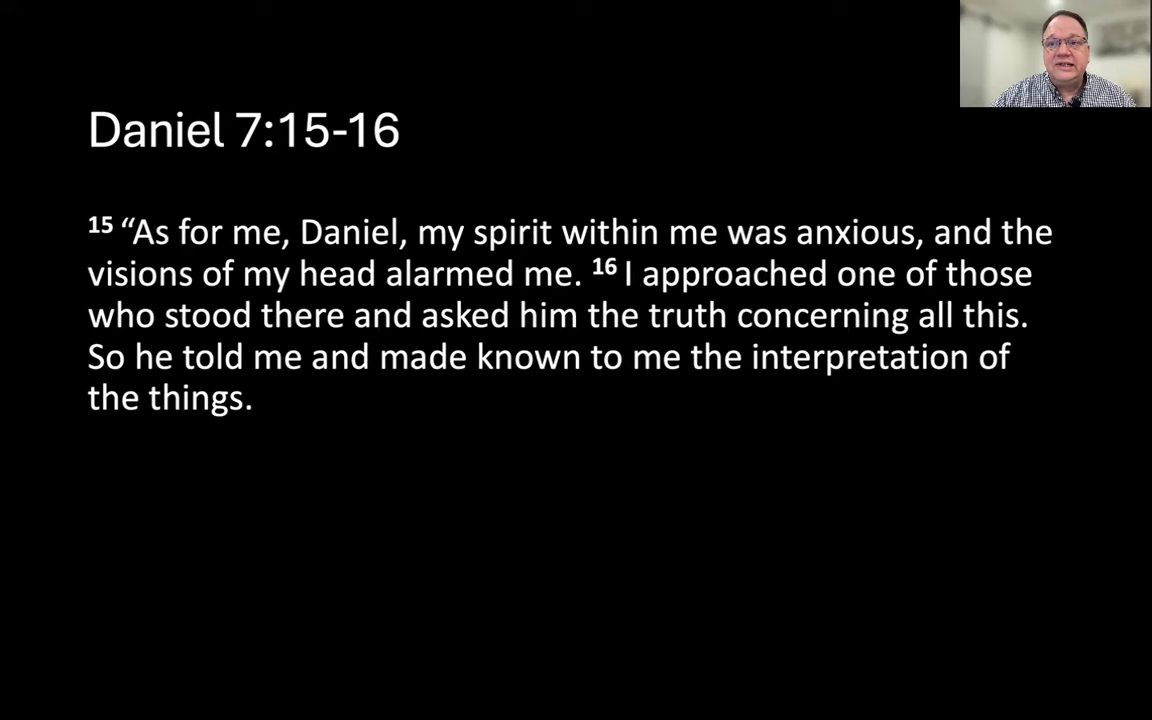 Daniel 7:15-16
15 “As for me, Daniel, my spirit within me was anxious, and the
visions of my head alarmed me. 16 I approached one of those
who stood there and asked him the truth concerning all this.
So he told me and made known to me the interpretation of
the things.